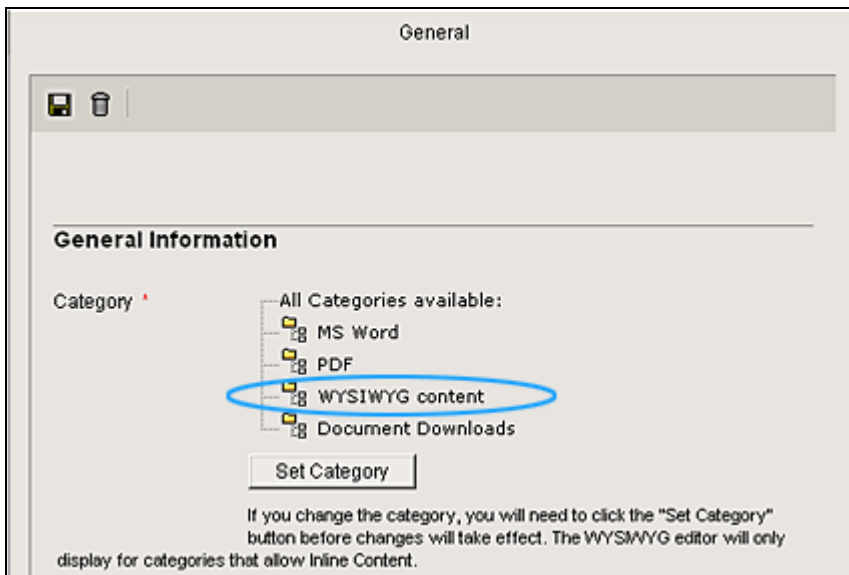 General
General Information
Category *
All Categories available:
MS Word
PDF
WYSIWYG content
Document Downloads
Set Category
If you change the category, you will need to click the "Set Category"
button before changes will take effect. The WYSIWYG editor will only
display for categories that allow Inline Content.